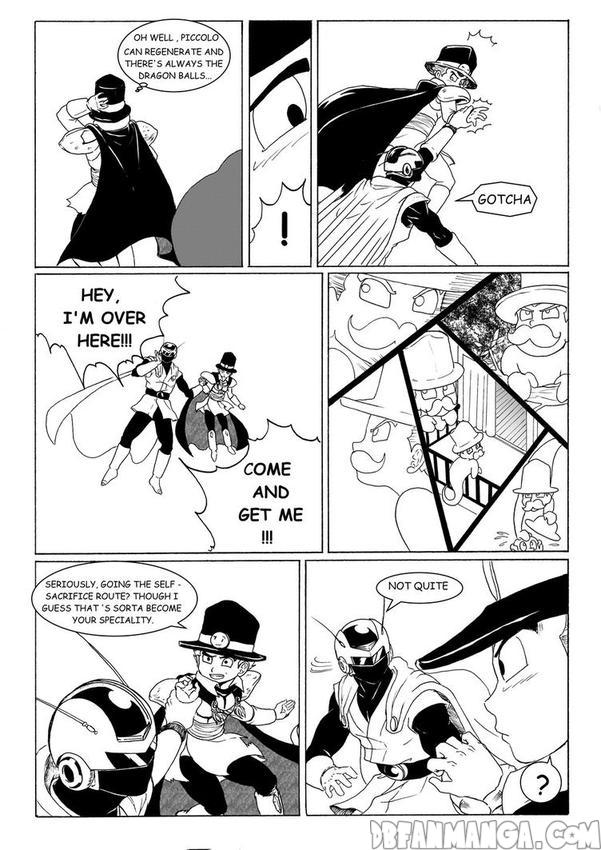 OH WELL , PICCOLO
CAN REGENERATE AND
THERE'S ALWAYS THE
DRAGON BALLS...
!
GOTCHA
HEY,
I'M OVER
HERE!!!
COME
AND
GET ME
!!!
SERIOUSLY, GOING THE SELF -
SACRIFICE ROUTE? THOUGH I
GUESS THAT 'S SORTA BECOME
YOUR SPECIALITY.
NOT QUITE
?
DBFANMANGA.COM